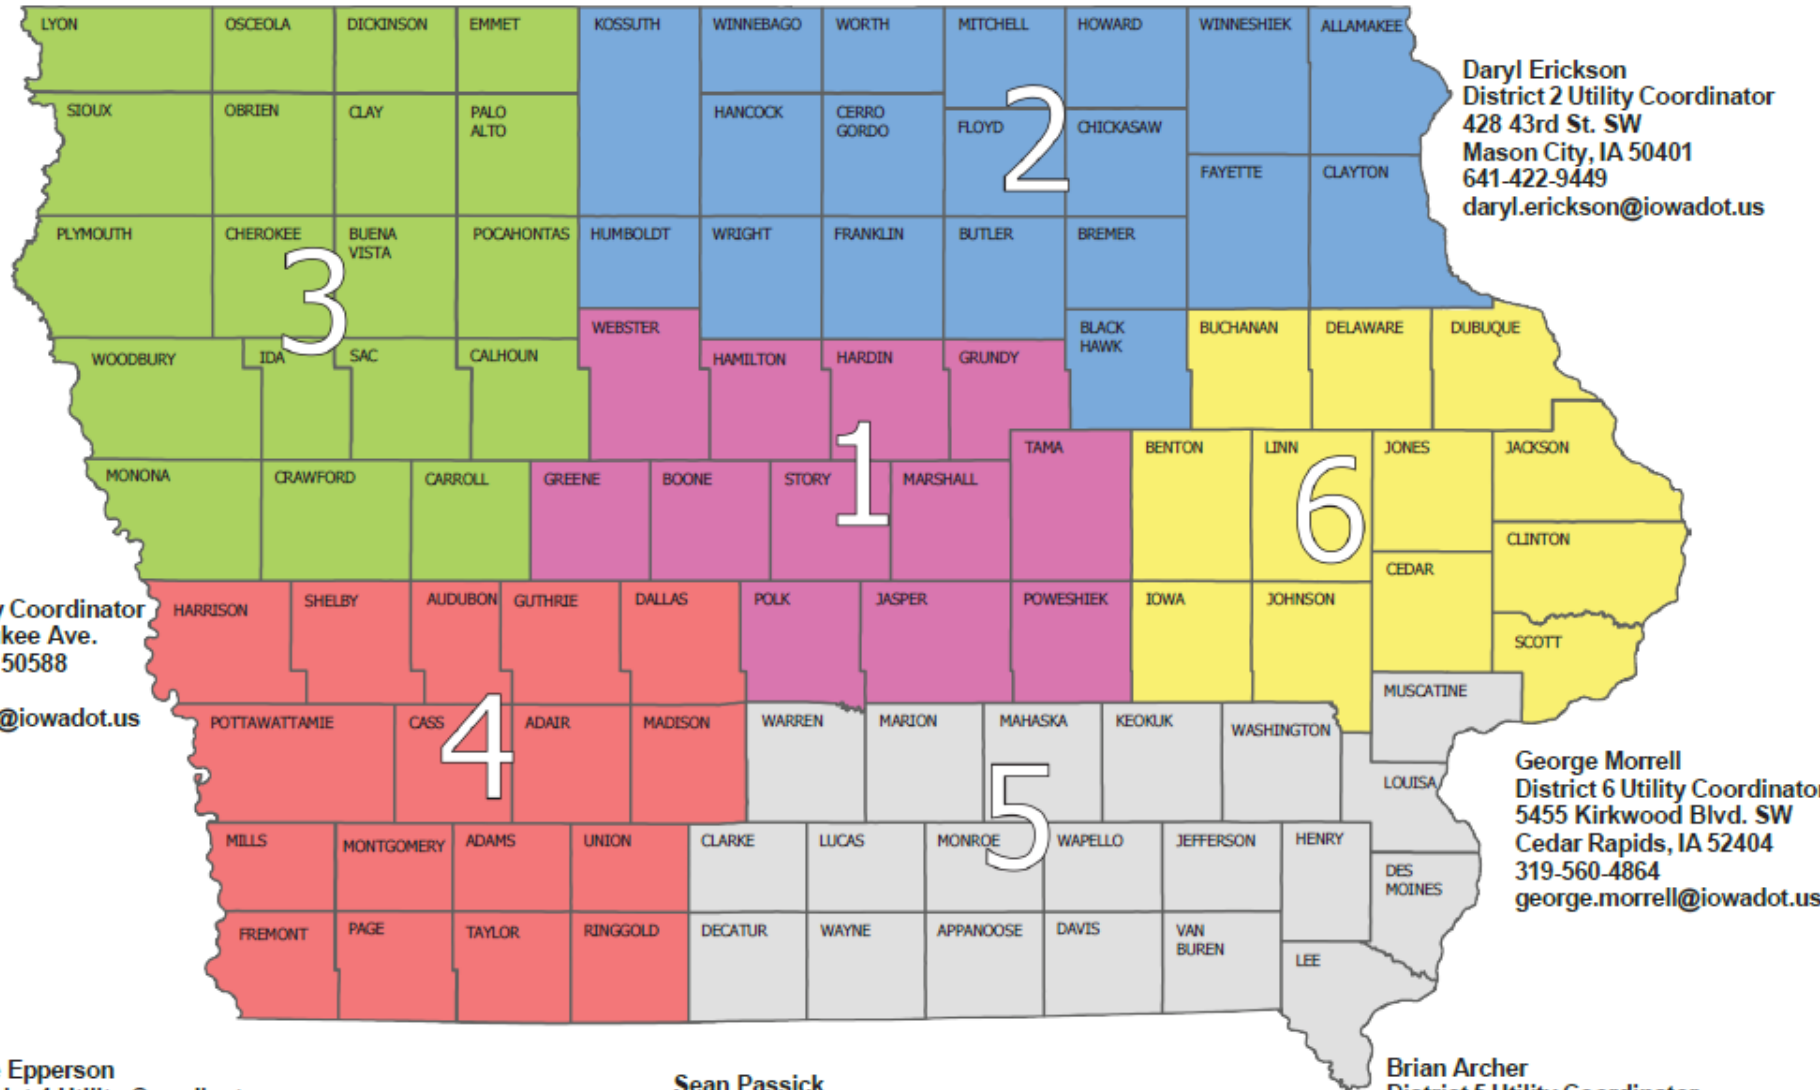 LYON OSCEOLA DICKINSON EMMET KOSSUTH WINNEBAGO WORTH MITCHELL HOWARD WINNESHIEK ALLAMAKEE
SIOUX OBRIEN CLAY PALO ALTO HANCOCK CERRO GORDO FLOYD CHICKASAW
2
FAYETTE CLAYTON
Daryl Erickson
District 2 Utility Coordinator
428 43rd St. SW
Mason City, IA 50401
641-422-9449
daryl.erickson@iowadot.us
PLYMOUTH CHEROKEE BUENA VISTA POCAHONTAS HUMBOLDT WRIGHT FRANKLIN BUTLER BREMER
3
WEBSTER BLACK HAWK BUCHANAN DELAWARE DUBUQUE
WOODBURY IDA SAC CALHOUN HAMILTON HARDIN GRUNDY
TAMA BENTON LINN JONES JACKSON
MONONA CRAWFORD CARROLL GREENE BOONE STORY MARSHALL
1
6
CLINTON
CEDAR
HARRISON SHELBY AUDUBON GUTHRIE DALLAS POLK JASPER POWESHIEK IOWA JOHNSON
SCOTT
Coordinator
kee Ave.
50588
@iowadot.us
MUSCATINE
POTTAWATTAMIE CASS ADAIR MADISON WARREN MARION MAHASKA KEOKUK WASHINGTON
4
5
LOUISA
George Morrell
District 6 Utility Coordinator
5455 Kirkwood Blvd. SW
Cedar Rapids, IA 52404
319-560-4864
george.morrell@iowadot.us
MILLS MONTGOMERY ADAMS UNION CLARKE LUCAS MONROE WAPELLO JEFFERSON HENRY
DES MOINES
FREMONT PAGE TAYLOR RINGGOLD DECATUR WAYNE APPANOOSE DAVIS VAN BUREN
LEE
Epperson
Sean Passick
Brian Archer
District 5 Utility Coordinator